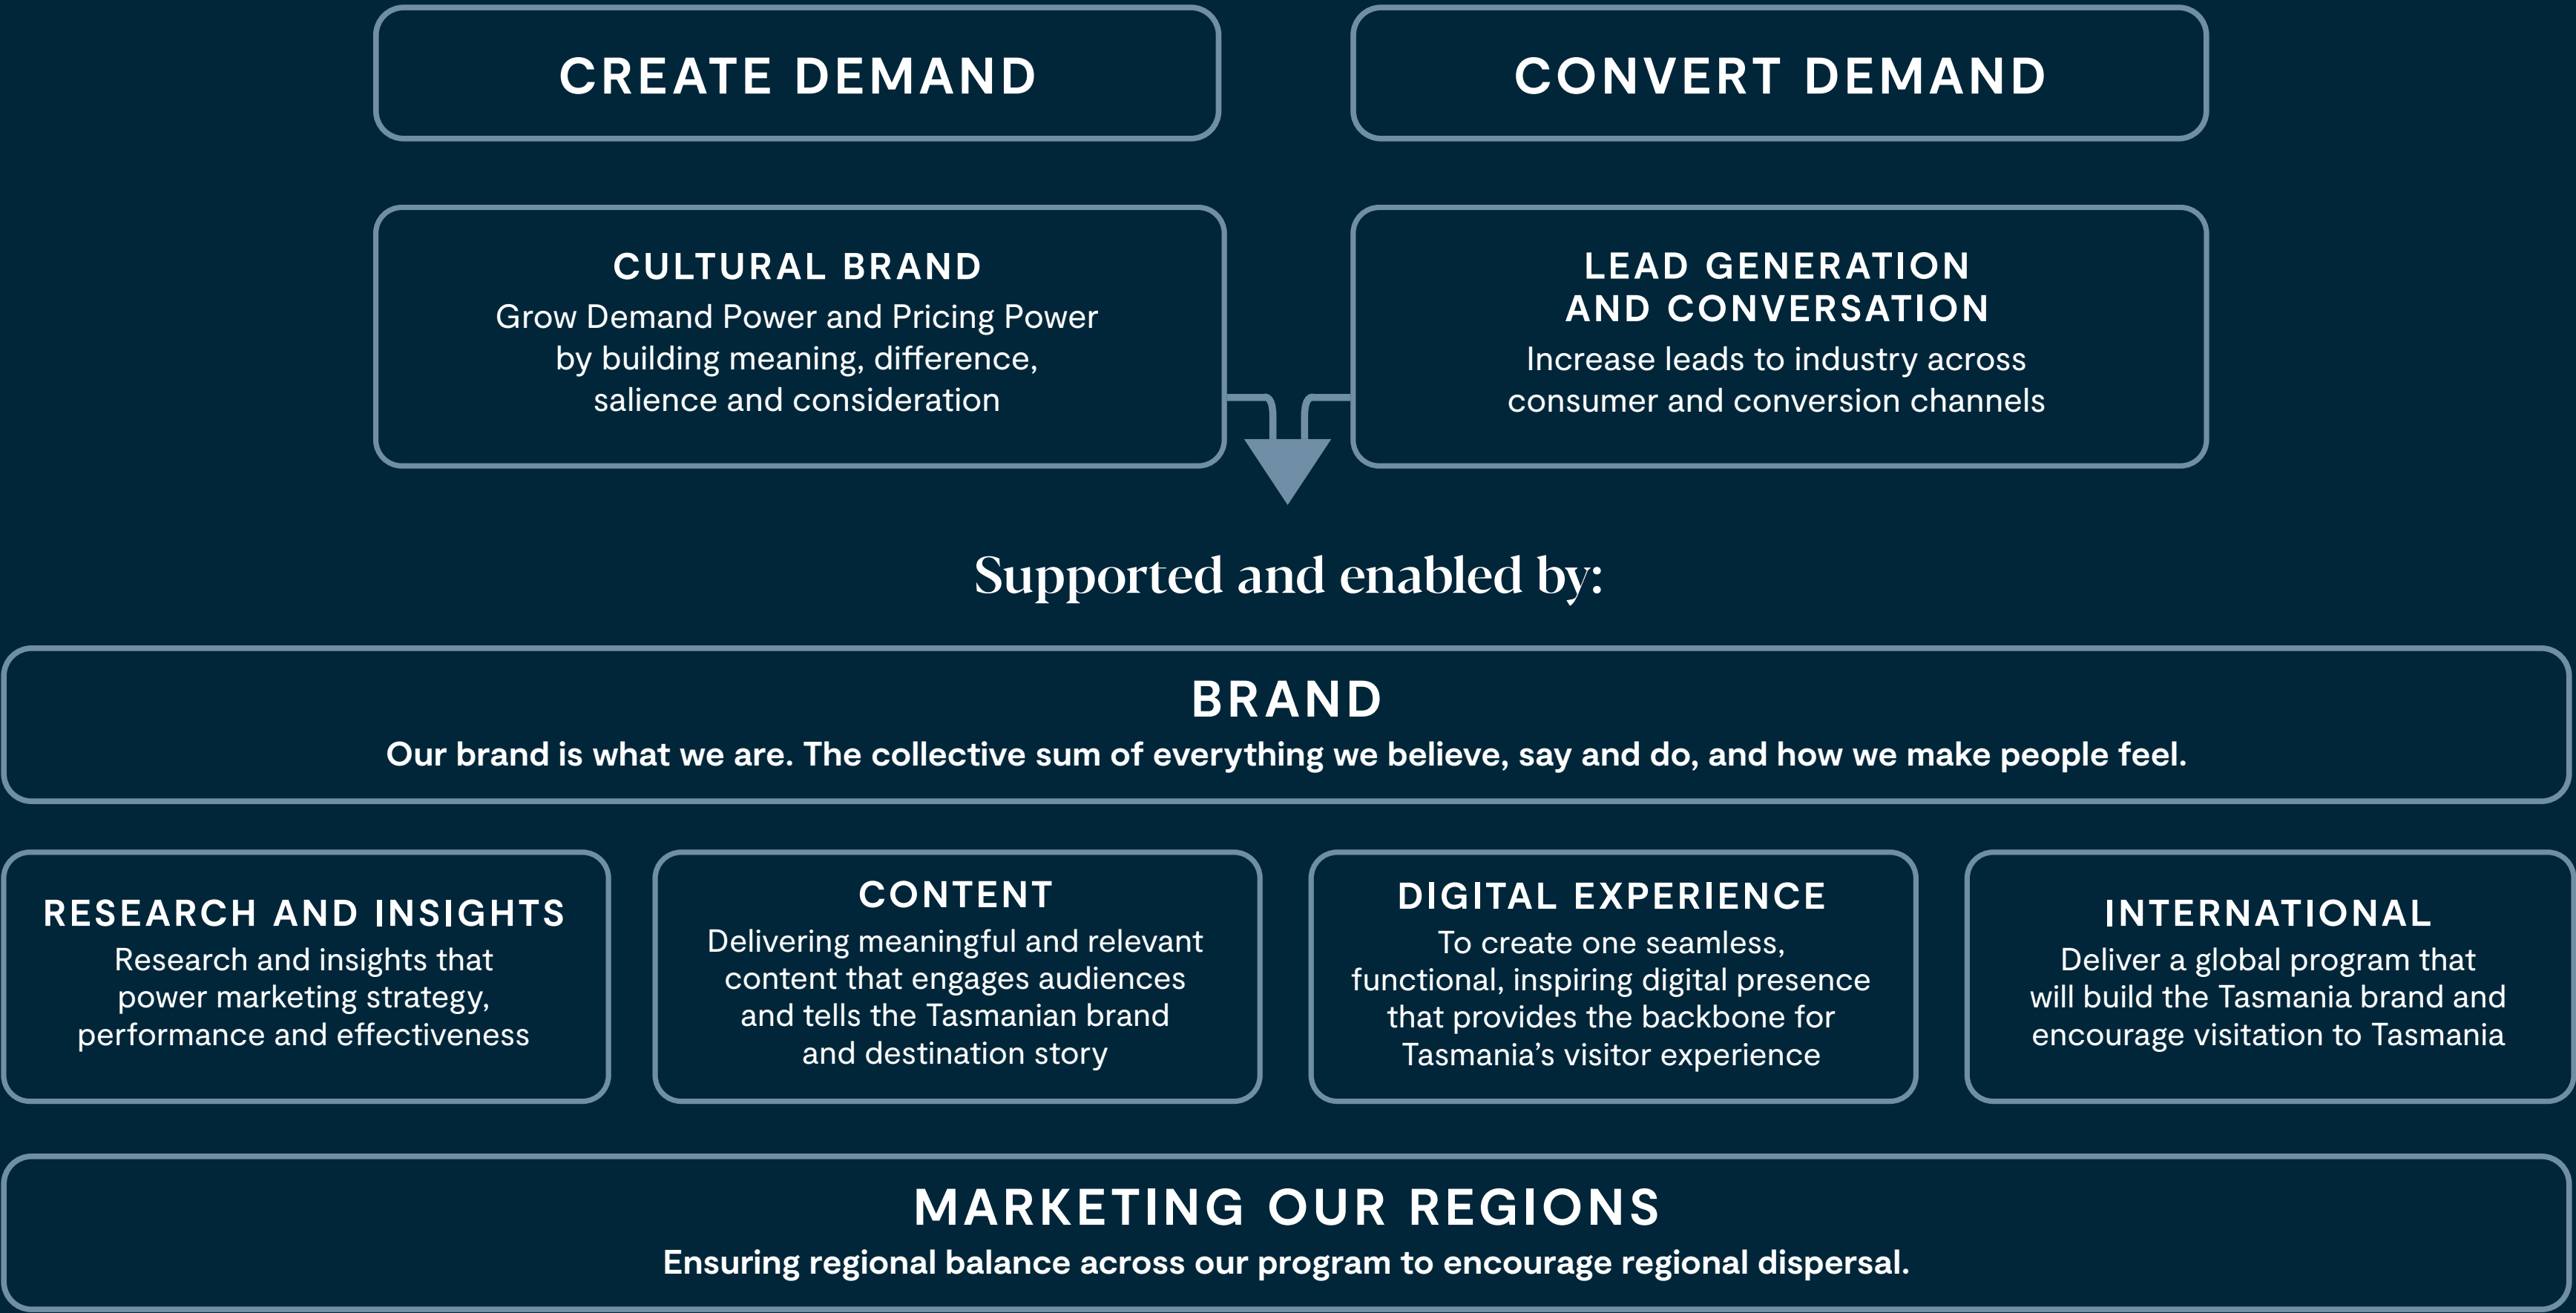 CREATE DEMAND
CONVERT DEMAND
CULTURAL BRAND
Grow Demand Power and Pricing Power
by building meaning, difference,
salience and consideration
LEAD GENERATION
AND CONVERSATION
Increase leads to industry across
consumer and conversion channels
Supported and enabled by:
BRAND
Our brand is what we are. The collective sum of everything we believe, say and do, and how we make people feel.
RESEARCH AND INSIGHTS
Research and insights that
power marketing strategy,
performance and effectiveness
CONTENT
Delivering meaningful and relevant
content that engages audiences
and tells the Tasmanian brand
and destination story
DIGITAL EXPERIENCE
To create one seamless,
functional, inspiring digital presence
that provides the backbone for
Tasmania’s visitor experience
INTERNATIONAL
Deliver a global program that
will build the Tasmania brand and
encourage visitation to Tasmania
MARKETING OUR REGIONS
Ensuring regional balance across our program to encourage regional dispersal.